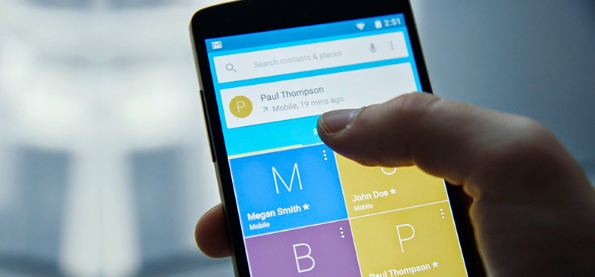 2:51
Search contacts & places
P
Paul Thompson
Mobile, 19 mins ago
M
Megan Smith ★
Mobile
John Doe ★
Mobile
B
P
Paul Thompson ★